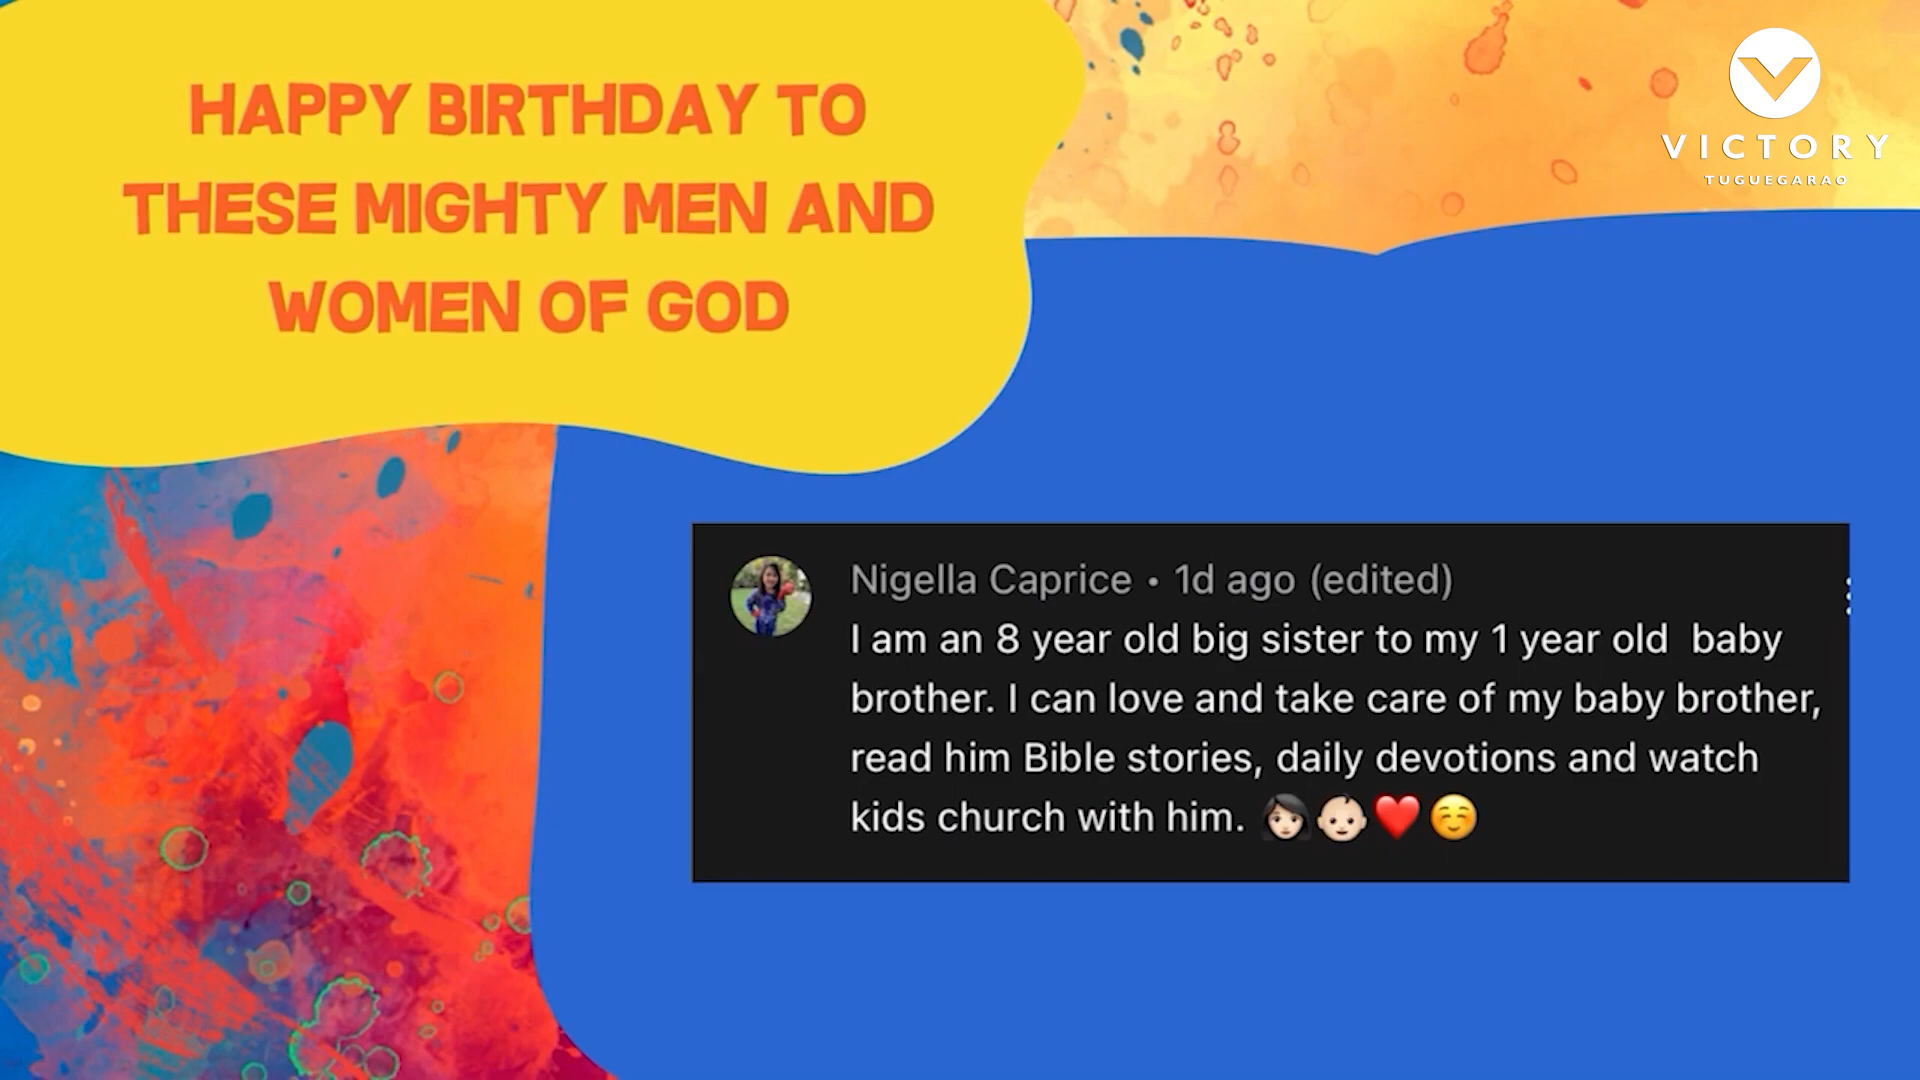 HAPPY BIRTHDAY TO
THESE MIGHTY MEN AND
WOMEN OF GOD
VICTORY
TUGUEGARAO
Nigella Caprice • 1d ago (edited)
I am an 8 year old big sister to my 1 year old  baby
brother. I can love and take care of my baby brother,
read him Bible stories, daily devotions and watch
kids church with him. 👩🏻👶🏻❤️☺️